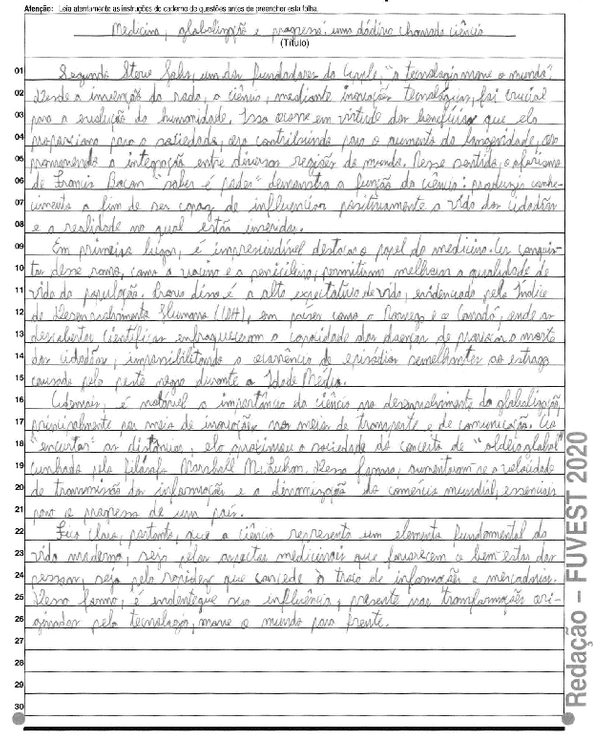 Atenção: Leia atentamente as instruções do caderno de questões antes de preencher esta folha.
Medicina, globalização e progresso: uma dádiva chamada ciência
(Título)
01 Segundo Steve Jobs, um dos fundadores da Apple, "a tecnologia move o mundo".
02 Desde a invenção da roda, a ciência, mediante inovações tecnológicas, foi crucial
03 para a evolução da humanidade. Isso ocorre em virtude dos benefícios que ela
04 proporciona para a sociedade, ora contribuindo para o aumento da longevidade, ora
05 promovendo a integração entre diversas regiões do mundo. Nesse sentido, o aforismo
06 de Francis Bacon "saber é poder" demonstra a função da ciência: produzir conhe-
07 cimento a fim de ser capaz de influenciar positivamente a vida dos cidadãos
08 e a realidade na qual estão inseridos.
09 Em primeiro lugar, é imprescindível destacar o papel da medicina. As conquis-
10 tas desse ramo, como a vacina e a penicilina, permitiram melhorar a qualidade de
11 vida da população. Prova disso é a alta expectativa de vida, evidenciada pelo Índice
12 de Desenvolvimento Humano (IDH), em países como a Noruega e o Canadá, onde as
13 descobertas científicas enfraqueceram a capacidade das doenças de provocar a morte
14 dos cidadãos, impossibilitando a ocorrência de episódios semelhantes ao estrago
15 causado pela peste negra durante a Idade Média.
16 Ademais, é notável a importância da ciência no desenvolvimento da globalização,
17 principalmente por meio de inovações nos meios de transporte e de comunicação. Ao
18 "encurtar" as distâncias, ela aproximou a sociedade do conceito de "aldeia global"
19 cunhado pelo filósofo Marshall McLuhan. Dessa forma, aumentaram-se a velocidade
20 de transmissão das informações e a dinamização do comércio mundial, essenciais
21 para o progresso de um país.
22 Fica claro, portanto, que a ciência representa um elemento fundamental da
23 vida moderna, seja pelos aspectos medicinais que favorecem o bem-estar das
24 pessoas, seja pela rapidez que concede à troca de informações e mercadorias.
25 Dessa forma, é evidente que sua influência, presente nas transformações ori-
26 ginadas pela tecnologia, move o mundo para frente.
27
28
29
30
Redação – FUVEST 2020